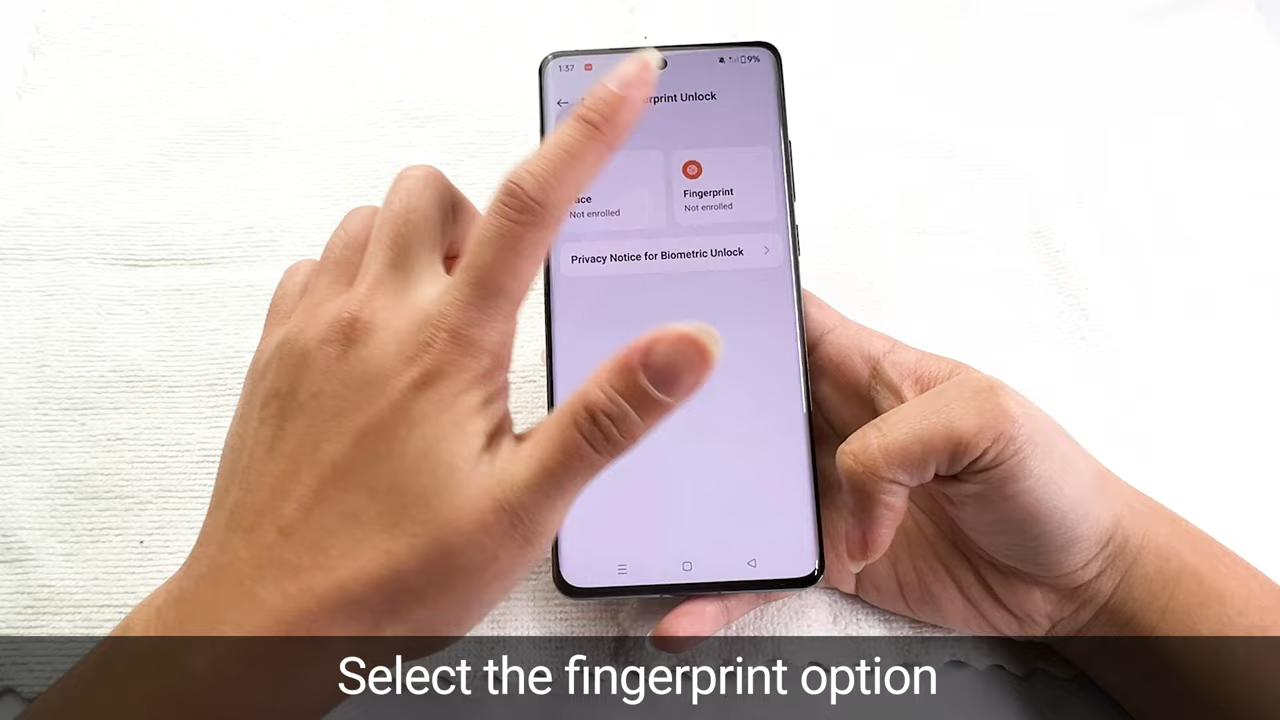 1:37
9%
erprint Unlock
ace
Not enrolled
Fingerprint
Not enrolled
Privacy Notice for Biometric Unlock
Select the fingerprint option